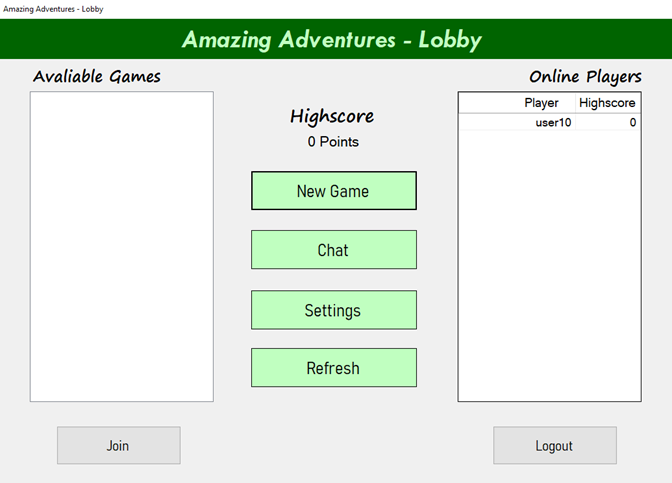 Amazing Adventures - Lobby
Amazing Adventures - Lobby
Avaliable Games
Online Players
Highscore
0 Points
Player Highscore
user10 0
New Game
Chat
Settings
Refresh
Join
Logout